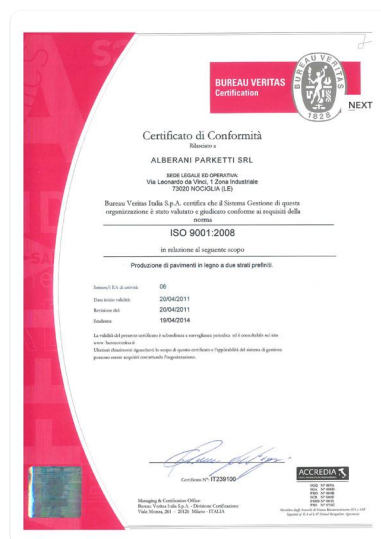 BUREAU VERITAS
Certification
BUREAU VERITAS
1828
NEXT
Certificato di Conformità
Rilasciato a
ALBERANI PARKETTI SRL
SEDE LEGALE ED OPERATIVA:
Via Leonardo da Vinci, 1 Zona Industriale
73020 NOCIGLIA (LE)
Bureau Veritas Italia S.p.A. certifica che il Sistema Gestione di questa
organizzazione è stato valutato e giudicato conforme ai requisiti della
norma
ISO 9001:2008
in relazione al seguente scopo
Produzione di pavimenti in legno a due strati prefiniti.
Settore/i EA di attività: 08
Data inizio validità: 20/04/2011
Revisione del: 20/04/2011
Scadenza: 19/04/2014
La validità del presente certificato è subordinata a sorveglianza periodica ed è consultabile sul sito
www.bureauveritas.it
Ulteriori chiarimenti riguardanti lo scopo di questo certificato e l'applicabilità del sistema di gestione
possono essere acquisiti contattando l'organizzazione.
Certificato N°: IT239100
Managing & Certification Office:
Bureau Veritas Italia S.p.A. - Divisione Certificazione
Viale Monza, 261 - 20126 Milano - ITALIA
ACCREDIA